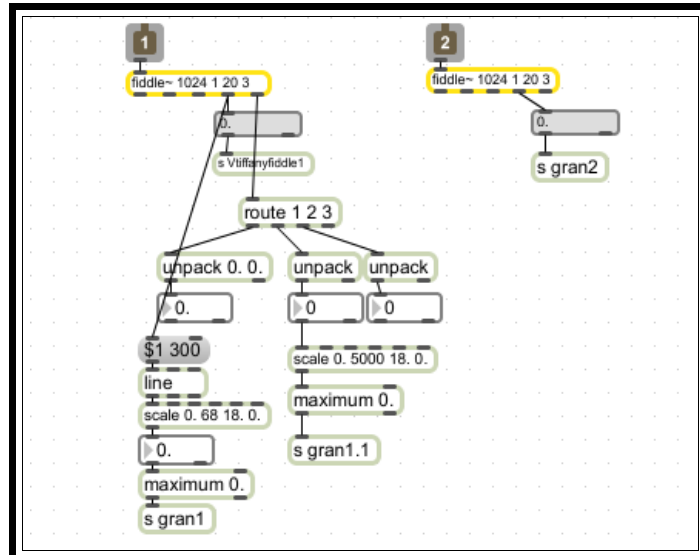 1
2
fiddle~ 1024 1 20 3
fiddle~ 1024 1 20 3
0.
0.
s Vtiffanyfiddle1
s gran2
route 1 2 3
unpack 0. 0.
unpack
unpack
0.
0
0
$1 300
scale 0. 5000 18. 0.
line
maximum 0.
scale 0. 68 18. 0.
0.
s gran1.1
maximum 0.
s gran1